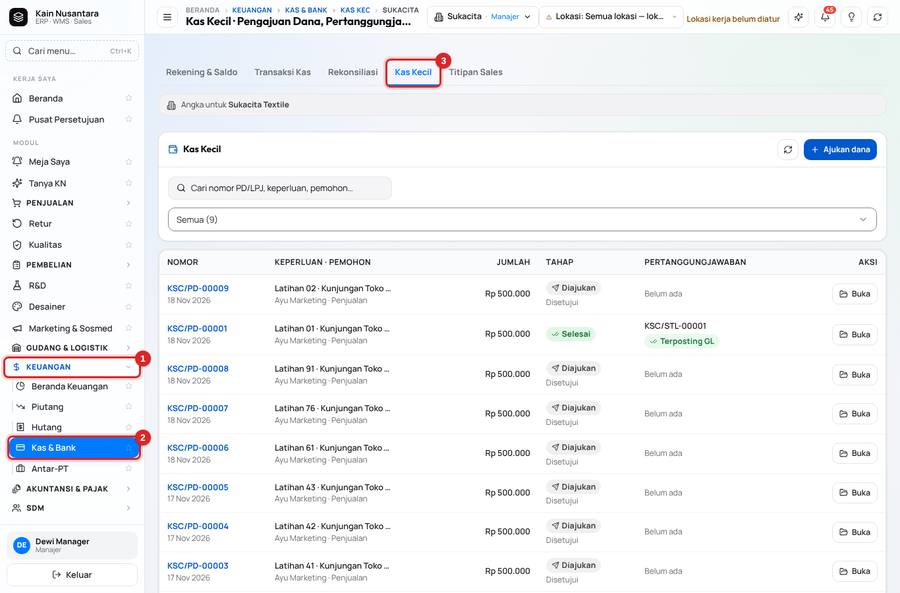 Kain Nusantara
ERP · WMS · Sales
Cari menu… Ctrl+K
KERJA SAYA
Beranda
Pusat Persetujuan
MODUL
Meja Saya
Tanya KN
PENJUALAN
Retur
Kualitas
PEMBELIAN
R&D
Desainer
Marketing & Sosmed
GUDANG & LOGISTIK
KEUANGAN
1
Beranda Keuangan
Piutang
Hutang
Kas & Bank
2
Antar-PT
AKUNTANSI & PAJAK
SDM
DE
Dewi Manager
Manajer
Keluar
BERANDA › KEUANGAN › KAS & BANK › KAS KECIL › SUKACITA
Kas Kecil · Pengajuan Dana, Pertanggungja…
Sukacita · Manajer
Lokasi: Semua lokasi — lok…
Lokasi kerja belum diatur
45
Rekening & Saldo Transaksi Kas Rekonsiliasi Kas Kecil Titipan Sales
3
Angka untuk Sukacita Textile
Kas Kecil
+ Ajukan dana
Cari nomor PD/LPJ, keperluan, pemohon…
Semua (9)
NOMOR KEPERLUAN · PEMOHON JUMLAH TAHAP PERTANGGUNGJAWABAN AKSI
KSC/PD-00009 Latihan 02 · Kunjungan Toko … Rp 500.000 Diajukan Belum ada Buka
18 Nov 2026 Ayu Marketing · Penjualan Disetujui
KSC/PD-00001 Latihan 01 · Kunjungan Toko … Rp 500.000 Selesai KSC/STL-00001 Buka
18 Nov 2026 Ayu Marketing · Penjualan Terposting GL
KSC/PD-00008 Latihan 91 · Kunjungan Toko … Rp 500.000 Diajukan Belum ada Buka
18 Nov 2026 Ayu Marketing · Penjualan Disetujui
KSC/PD-00007 Latihan 76 · Kunjungan Toko … Rp 500.000 Diajukan Belum ada Buka
18 Nov 2026 Ayu Marketing · Penjualan Disetujui
KSC/PD-00006 Latihan 61 · Kunjungan Toko … Rp 500.000 Diajukan Belum ada Buka
18 Nov 2026 Ayu Marketing · Penjualan Disetujui
KSC/PD-00005 Latihan 43 · Kunjungan Toko … Rp 500.000 Diajukan Belum ada Buka
17 Nov 2026 Ayu Marketing · Penjualan Disetujui
KSC/PD-00004 Latihan 42 · Kunjungan Toko … Rp 500.000 Diajukan Belum ada Buka
17 Nov 2026 Ayu Marketing · Penjualan Disetujui
KSC/PD-00003 Latihan 41 · Kunjungan Toko … Rp 500.000 Diajukan Belum ada Buka
17 Nov 2026 Ayu Marketing · Penjualan Disetujui